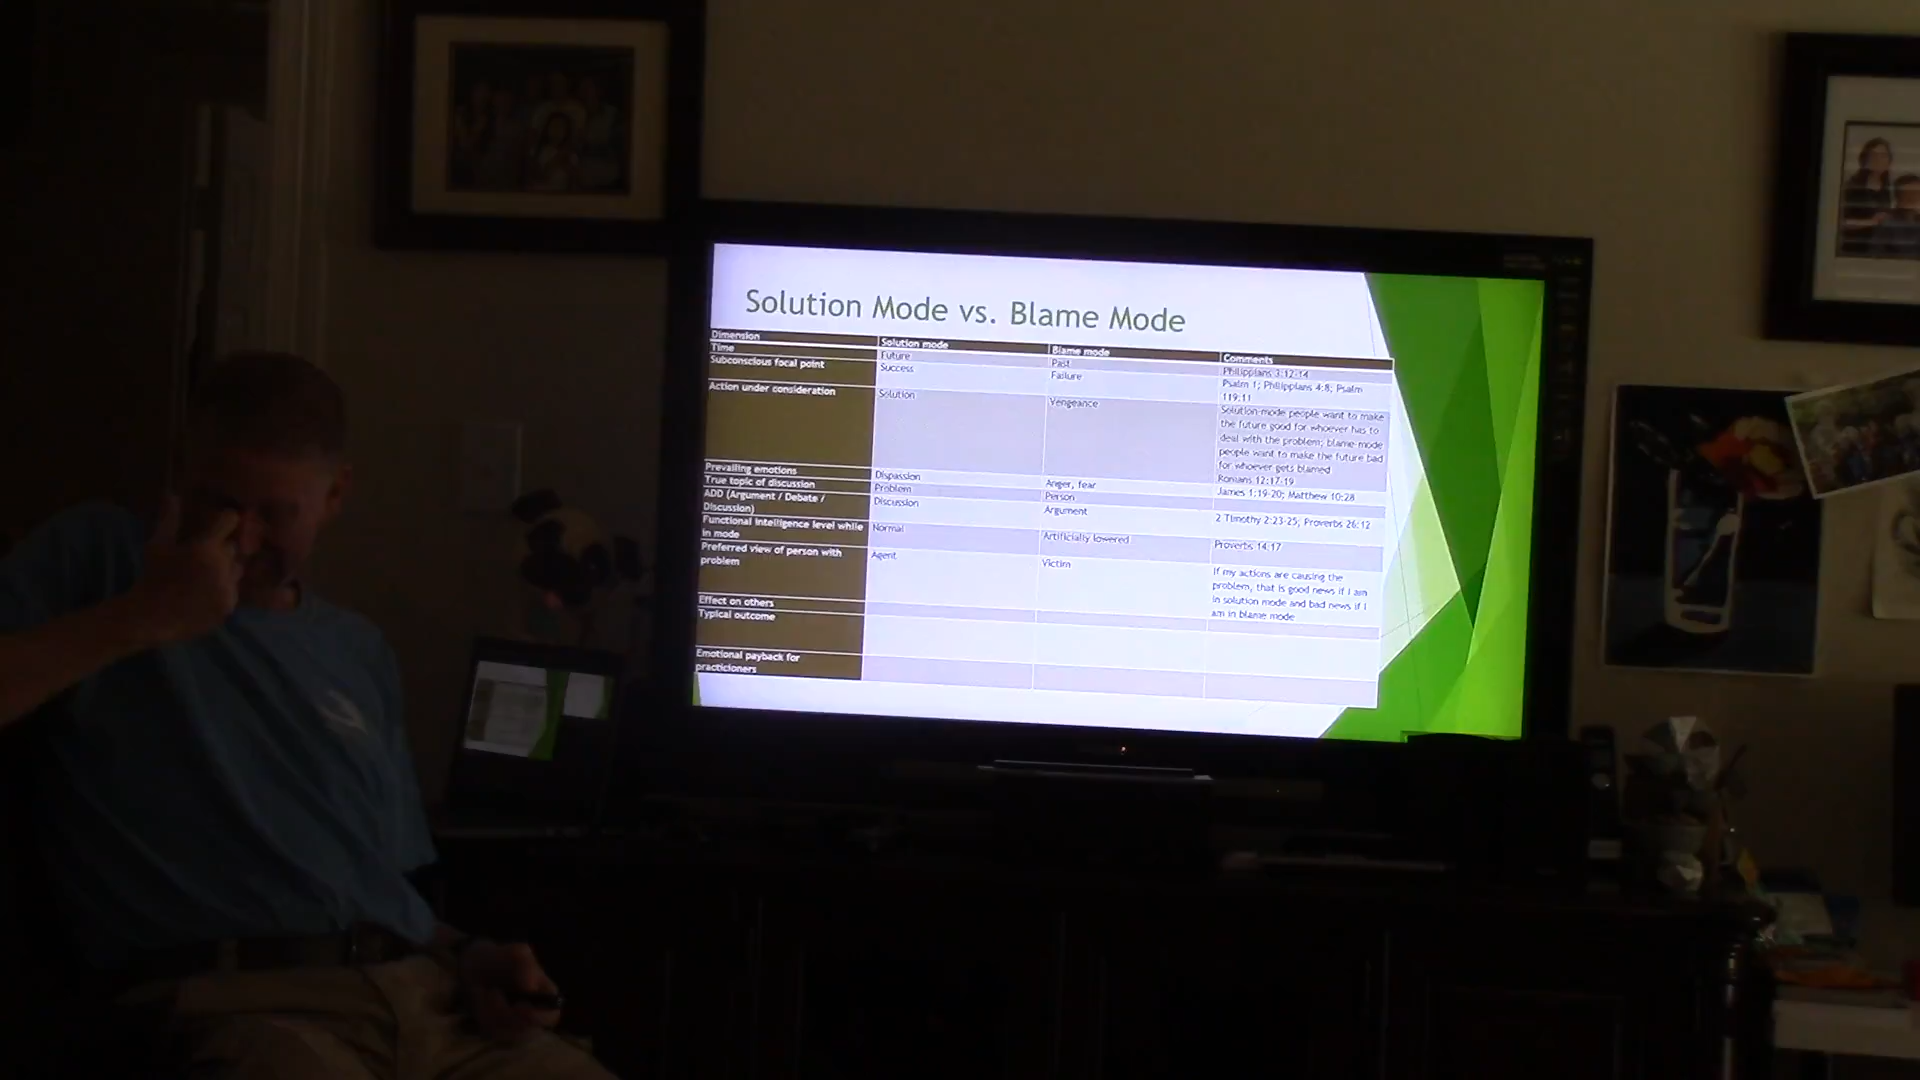 Solution Mode vs. Blame Mode
Dimension Solution mode Blame mode Comments
Time Future Past Philippians 3:12-14
Subconscious focal point Success Failure Psalm 1; Philippians 4:8; Psalm
119:11
Action under consideration Solution Vengeance Solution-mode people want to make
the future good for whoever has to
deal with the problem; blame-mode
people want to make the future bad
for whoever gets blamed
Romans 12:17-19
Prevailing emotions Dispassion Anger, fear James 1:19-20; Matthew 10:28
True topic of discussion Problem Person
ADD (Argument / Debate / Discussion Argument 2 Timothy 2:23-25; Proverbs 26:12
Discussion)
Functional intelligence level while Normal Artificially lowered Proverbs 14:17
in mode
Preferred view of person with Agent Victim If my actions are causing the
problem problem, that is good news if I am
in solution mode and bad news if I
am in blame mode
Effect on others
Typical outcome
Emotional payback for
practicioners